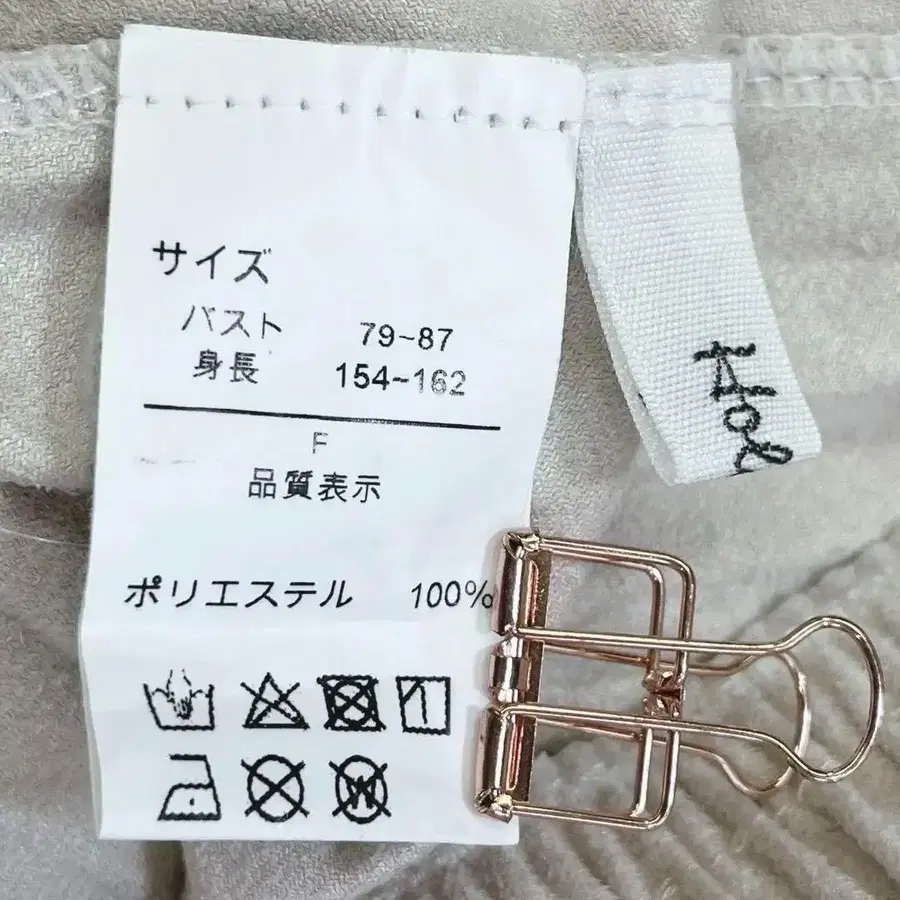 サイズ
バスト 79-87
身長 154-162
F
品質表示
ポリエステル 100%